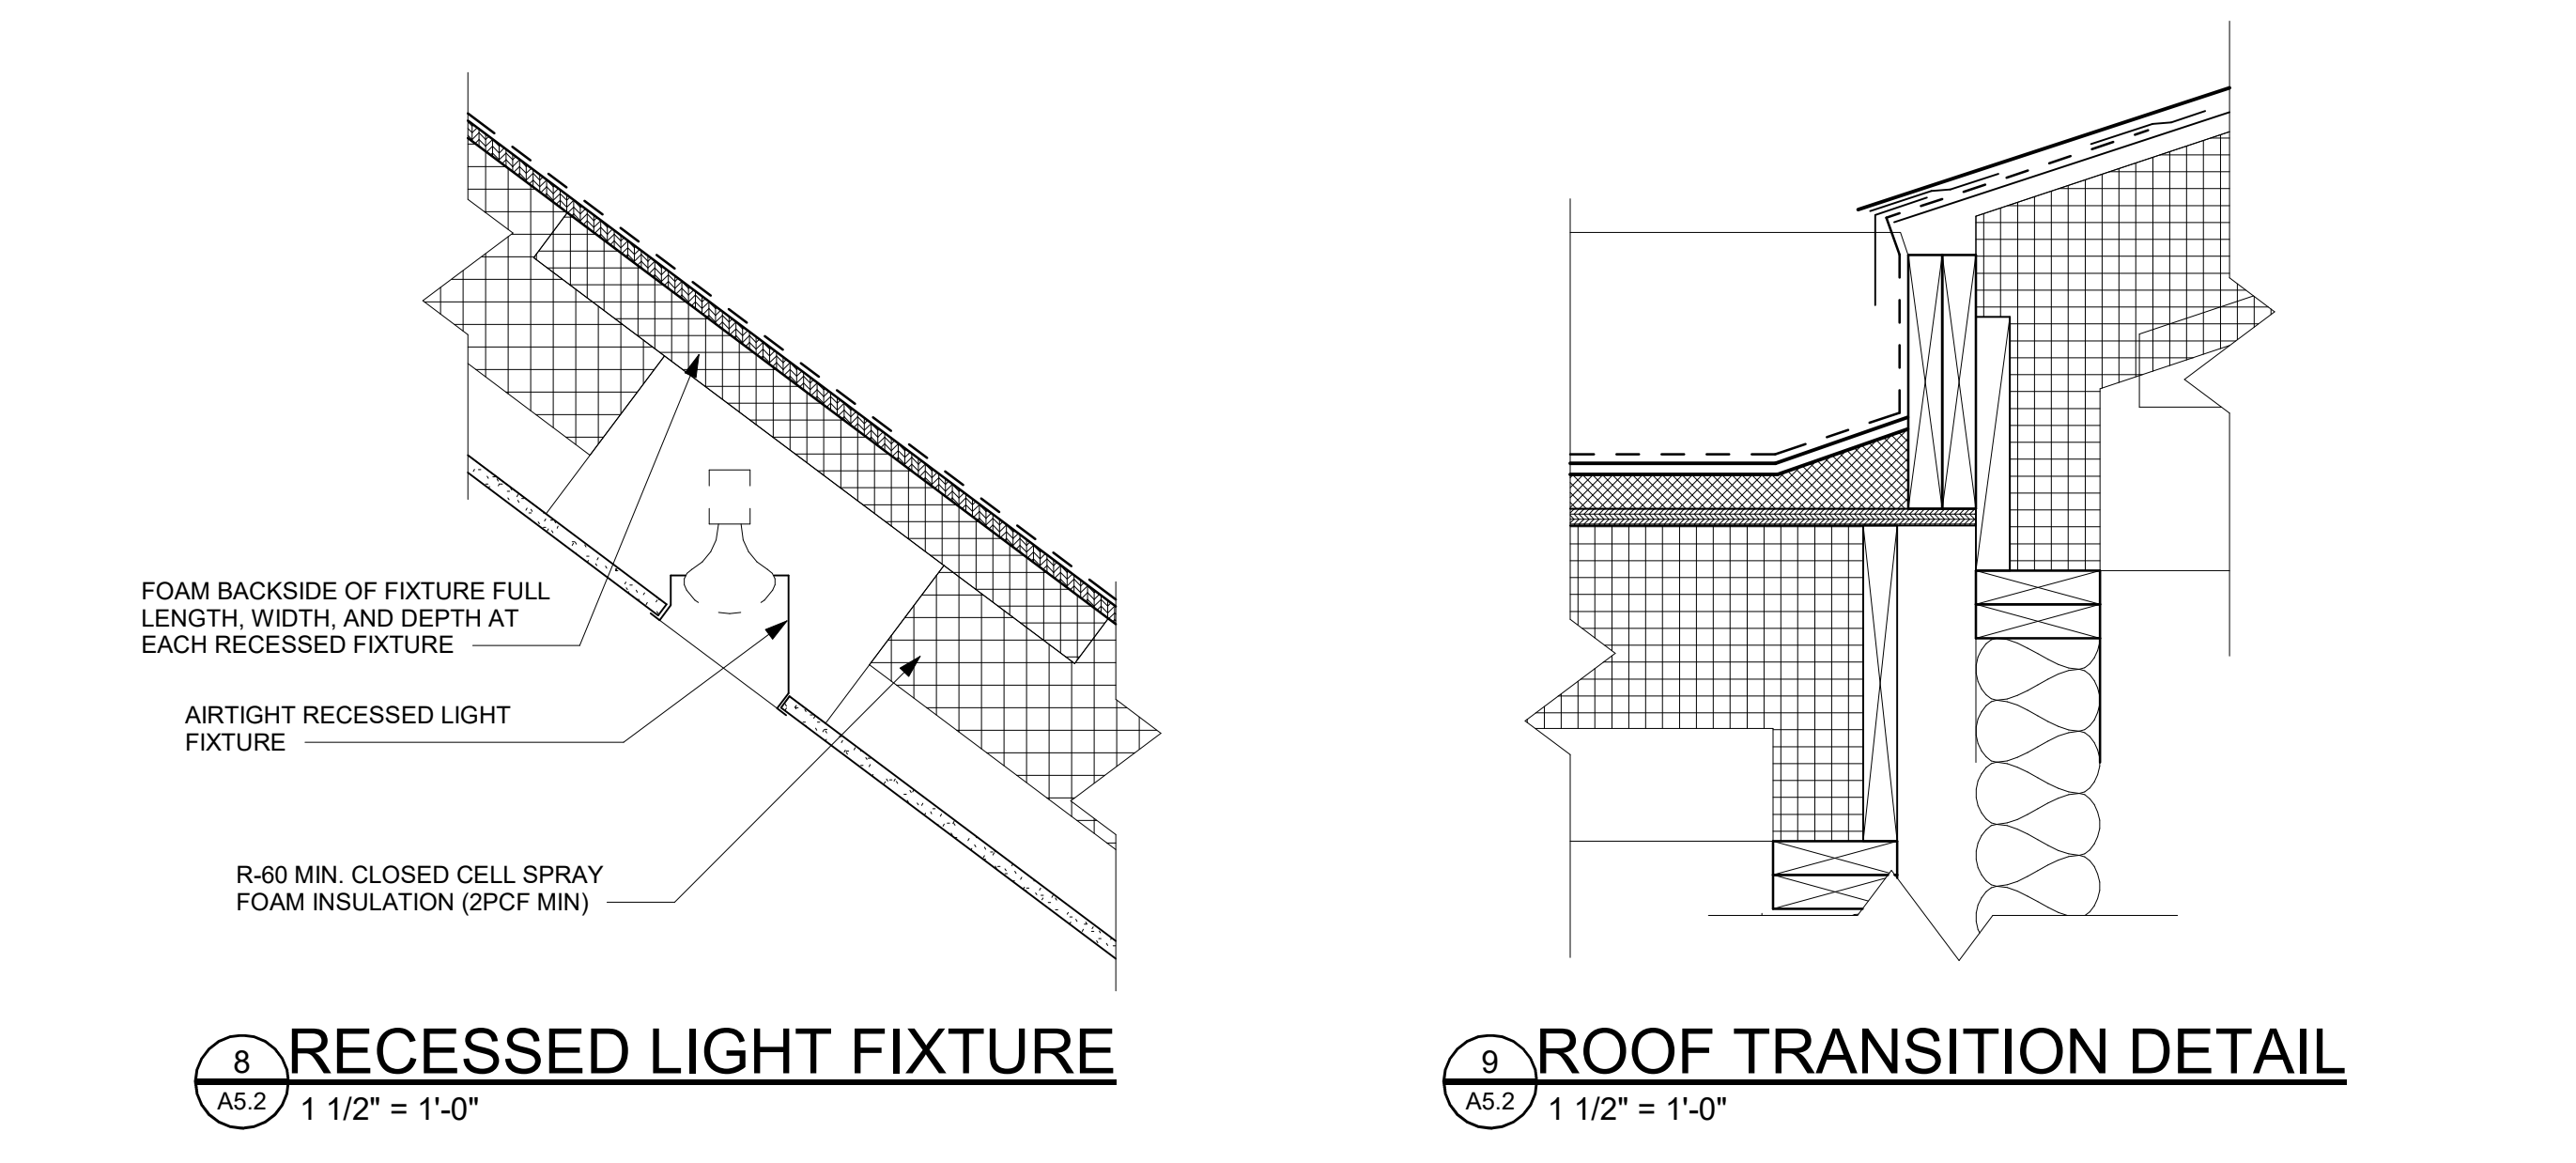 FOAM BACKSIDE OF FIXTURE FULL
LENGTH, WIDTH, AND DEPTH AT
EACH RECESSED FIXTURE
AIRTIGHT RECESSED LIGHT
FIXTURE
R-60 MIN. CLOSED CELL SPRAY
FOAM INSULATION (2PCF MIN)
8
A5.2
RECESSED LIGHT FIXTURE
1 1/2" = 1'-0"
9
A5.2
ROOF TRANSITION DETAIL
1 1/2" = 1'-0"